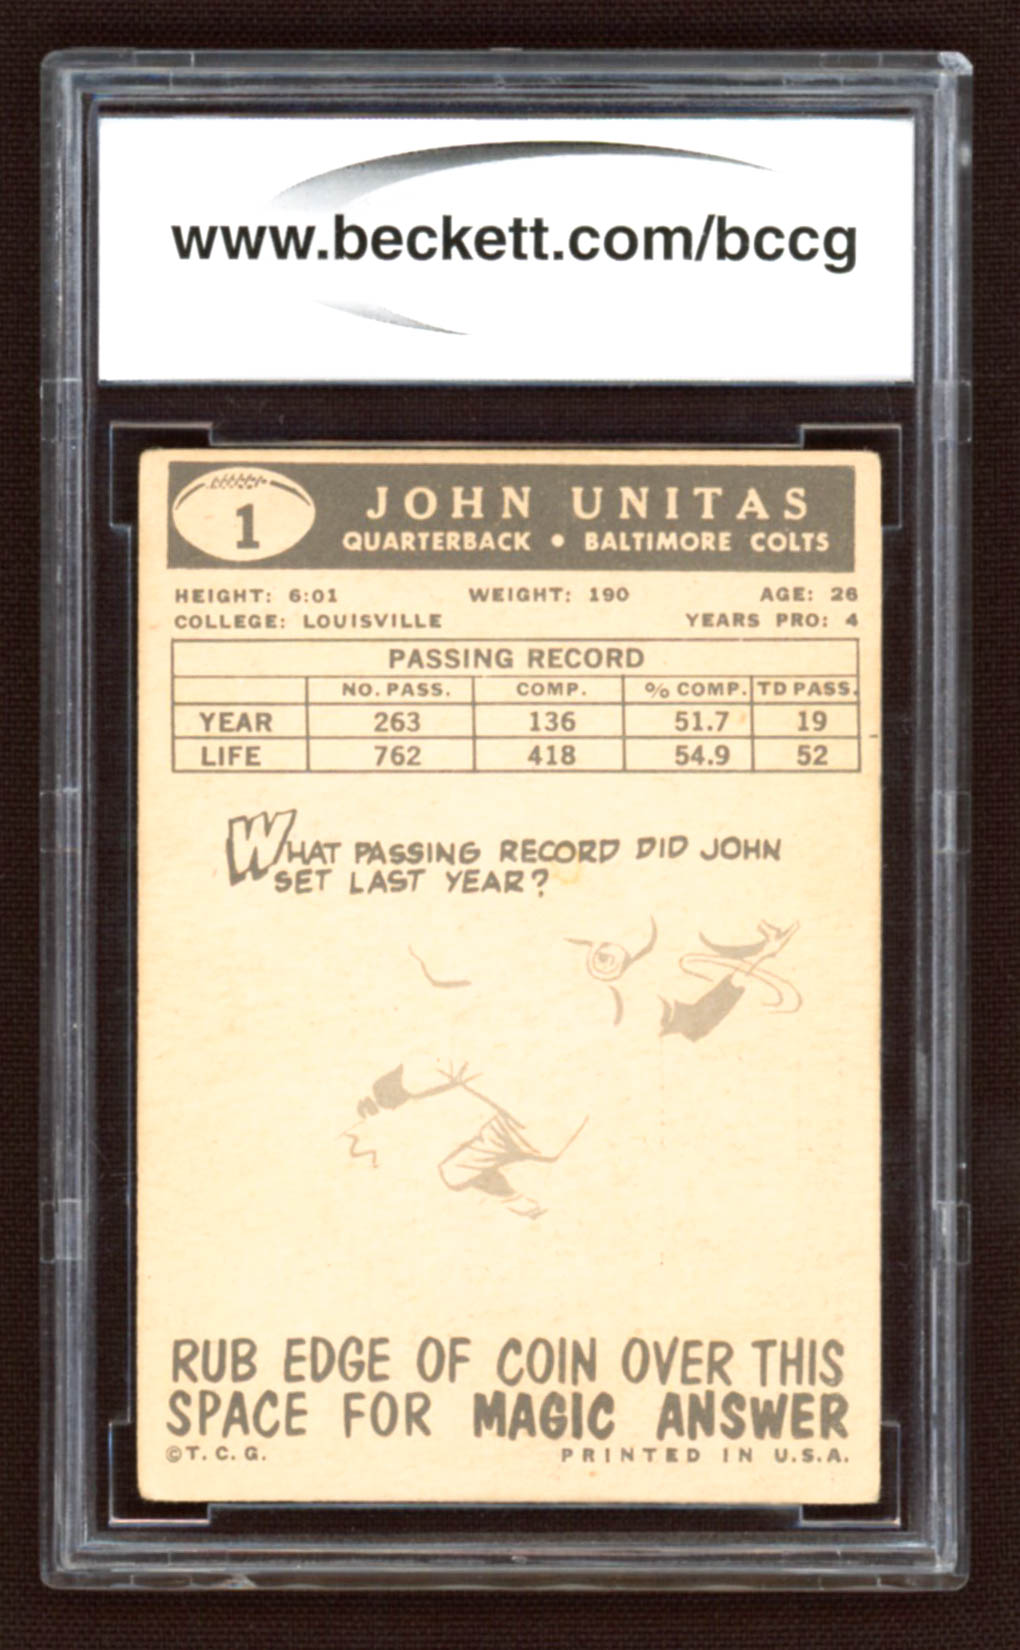 www.beckett.com/bccg
1
JOHN UNITAS
QUARTERBACK • BALTIMORE COLTS
HEIGHT: 6:01 WEIGHT: 190 AGE: 26
COLLEGE: LOUISVILLE YEARS PRO: 4
PASSING RECORD
NO. PASS. COMP. % COMP. TD PASS.
YEAR 263 136 51.7 19
LIFE 762 418 54.9 52
WHAT PASSING RECORD DID JOHN
SET LAST YEAR?
RUB EDGE OF COIN OVER THIS
SPACE FOR MAGIC ANSWER
©T. C. G. PRINTED IN U.S.A.